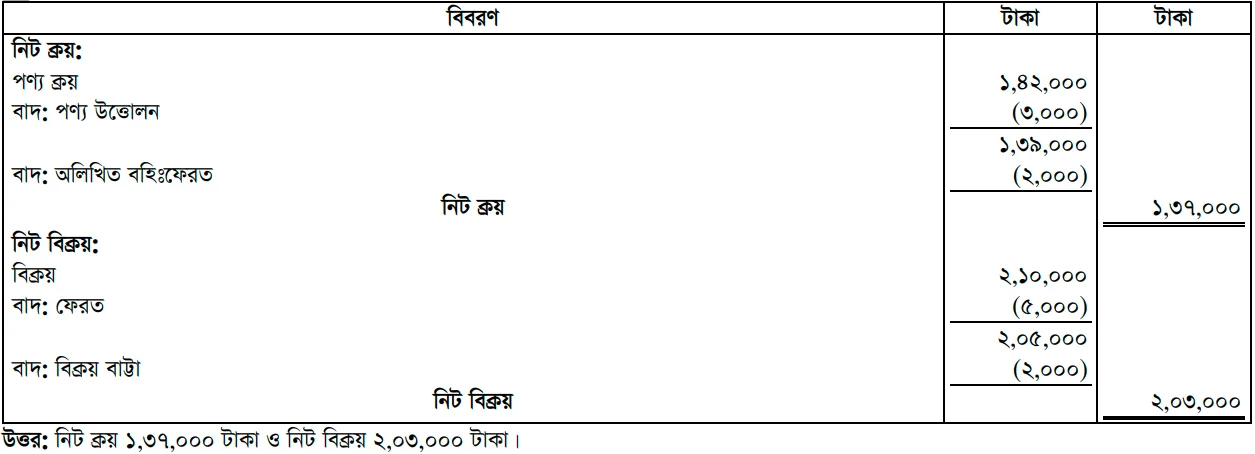 বিবরণ টাকা টাকা
নিট ক্রয়:
পণ্য ক্রয় ১,৪২,০০০
বাদ: পণ্য উত্তোলন (৩,০০০)
১,৩৯,০০০
বাদ: অলিখিত বহিঃফেরত (২,০০০)
নিট ক্রয় ১,৩৭,০০০
নিট বিক্রয়:
বিক্রয় ২,১০,০০০
বাদ: ফেরত (৫,০০০)
২,০৫,০০০
বাদ: বিক্রয় বাট্টা (২,০০০)
নিট বিক্রয় ২,০৩,০০০
উত্তর: নিট ক্রয় ১,৩৭,০০০ টাকা ও নিট বিক্রয় ২,০৩,০০০ টাকা।